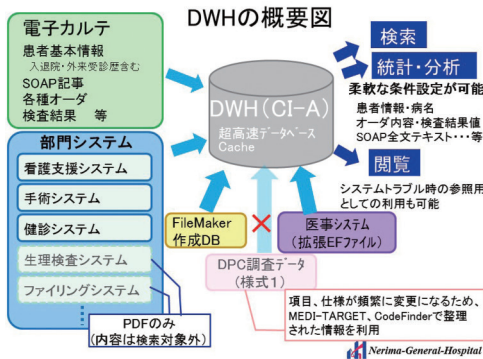 DWHの概要図
電子カルテ
患者基本情報
入退院・外来受診歴含む
SOAP記事
各種オーダ
検査結果　等
部門システム
看護支援システム
手術システム
健診システム
生理検査システム
ファイリングシステム
PDFのみ
(内容は検索対象外)
DWH(CI-A)
超高速データベース
Cache
FileMaker
作成DB
医事システム
(拡張EFファイル)
DPC調査データ
(様式1)
検索
統計・分析
柔軟な条件設定が可能
患者情報・病名
オーダ内容・検査結果値
SOAP全文テキスト・・・等
閲覧
システムトラブル時の参照用
としての利用も可能
項目、仕様が頻繁に変更になるため、
MEDI-TARGET、CodeFinderで整理
された情報を利用
Nerima-General-Hospital